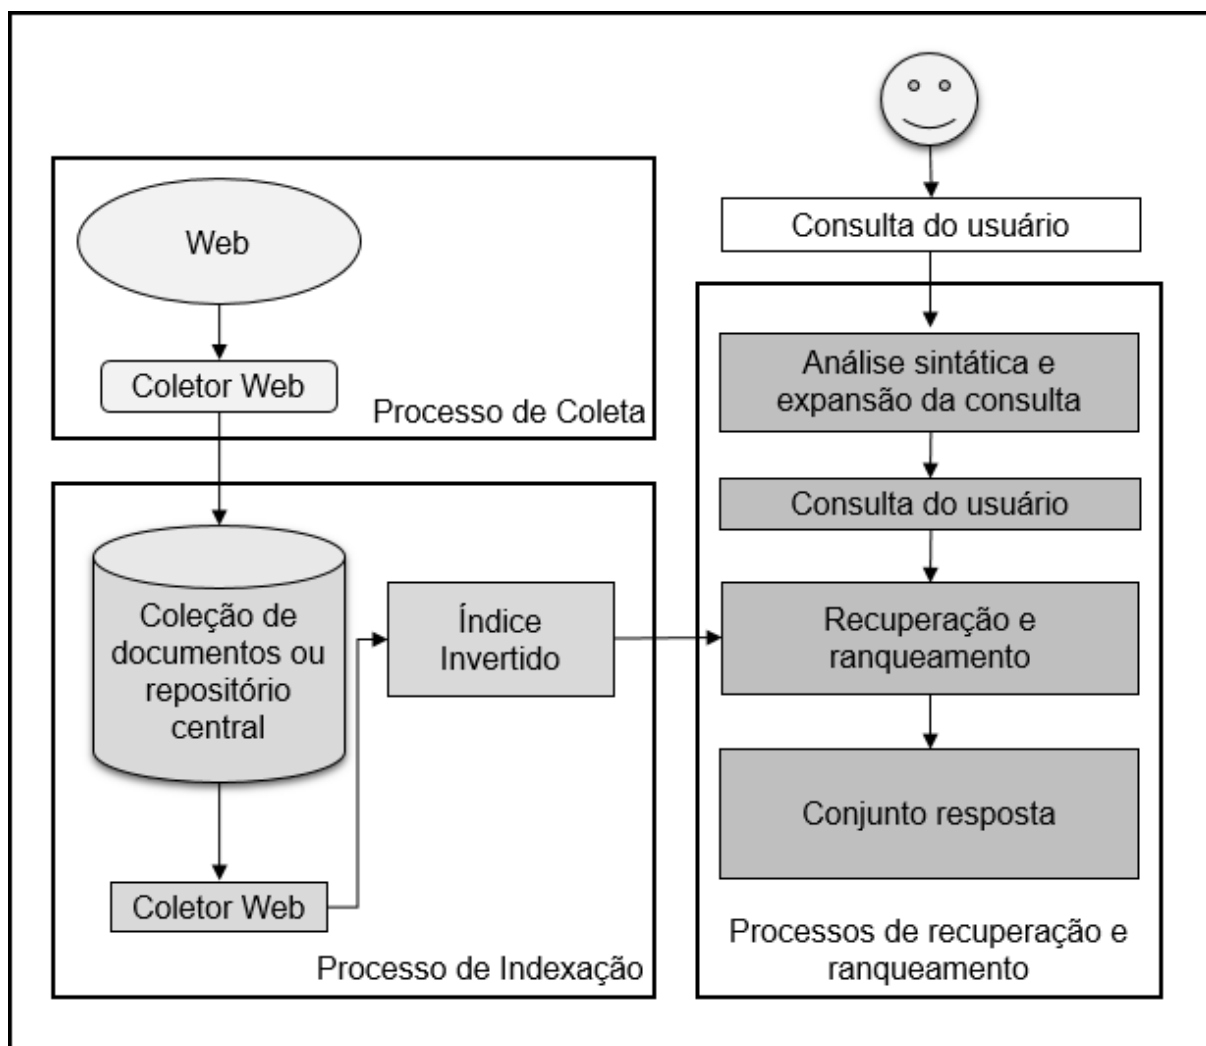 Web
Coletor Web
Processo de Coleta
Coleção de
documentos ou
repositório
central
Índice
Invertido
Coletor Web
Processo de Indexação
Consulta do usuário
Análise sintática e
expansão da consulta
Consulta do usuário
Recuperação e
ranqueamento
Conjunto resposta
Processos de recuperação e
ranqueamento